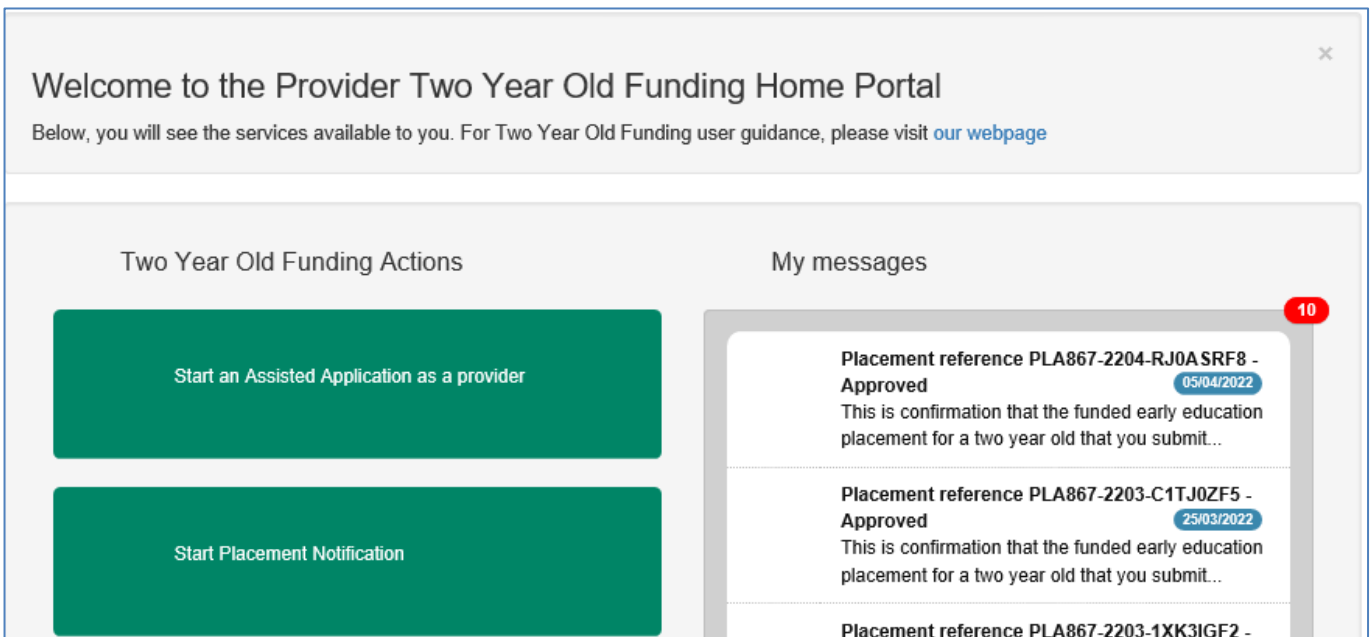 ×
Welcome to the Provider Two Year Old Funding Home Portal
Below, you will see the services available to you. For Two Year Old Funding user guidance, please visit our webpage
Two Year Old Funding Actions
Start an Assisted Application as a provider
Start Placement Notification
My messages
10
Placement reference PLA867-2204-RJ0ASRF8 -
Approved 05/04/2022
This is confirmation that the funded early education
placement for a two year old that you submit...
Placement reference PLA867-2203-C1TJ0ZF5 -
Approved 25/03/2022
This is confirmation that the funded early education
placement for a two year old that you submit...
Placement reference PLA867-2203-1XK3IGF2 -